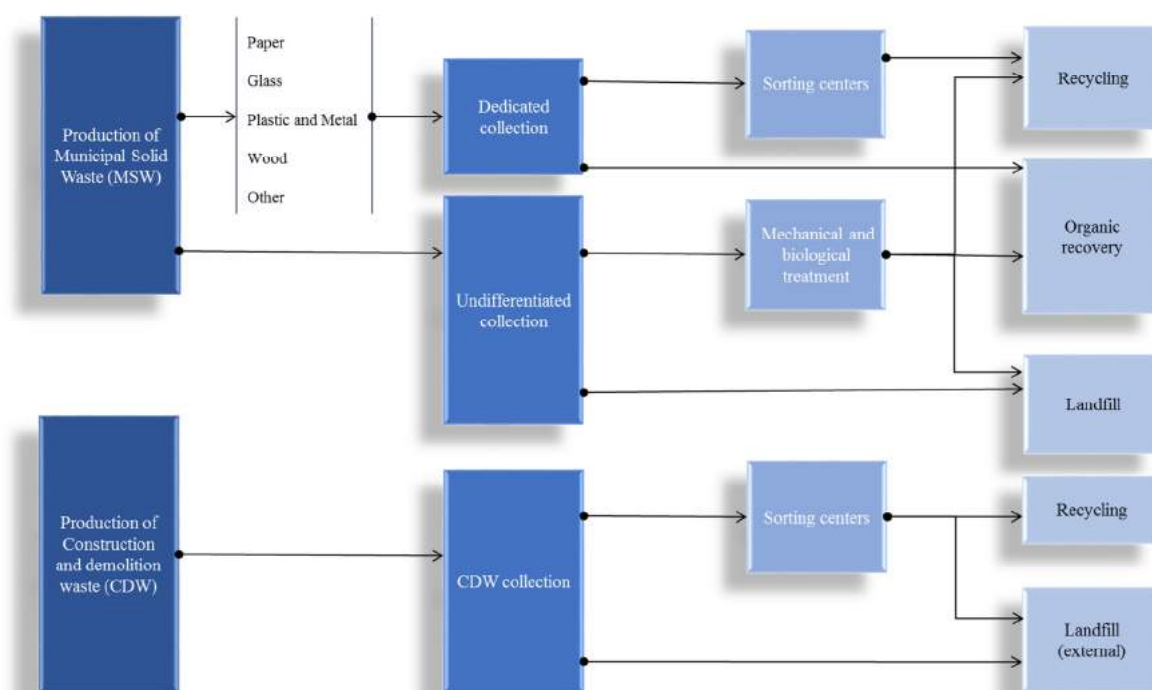 Production of
Municipal Solid
Waste (MSW)
Paper
Glass
Plastic and Metal
Wood
Other
Dedicated
collection
Sorting centers
Recycling
Undifferentiated
collection
Mechanical and
biological
treatment
Organic
recovery
Landfill
Production of
Construction
and demolition
waste (CDW)
CDW collection
Sorting centers
Recycling
Landfill
(external)